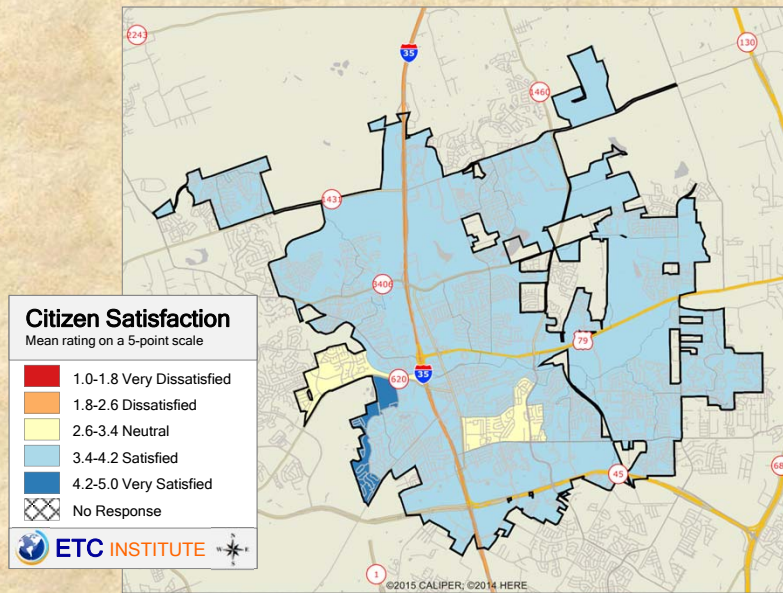 2243
35
130
1460
1431
3406
79
620
35
45
68
1
Citizen Satisfaction
Mean rating on a 5-point scale
1.0-1.8 Very Dissatisfied
1.8-2.6 Dissatisfied
2.6-3.4 Neutral
3.4-4.2 Satisfied
4.2-5.0 Very Satisfied
No Response
ETC INSTITUTE
N
W E
S
©2015 CALIPER; ©2014 HERE